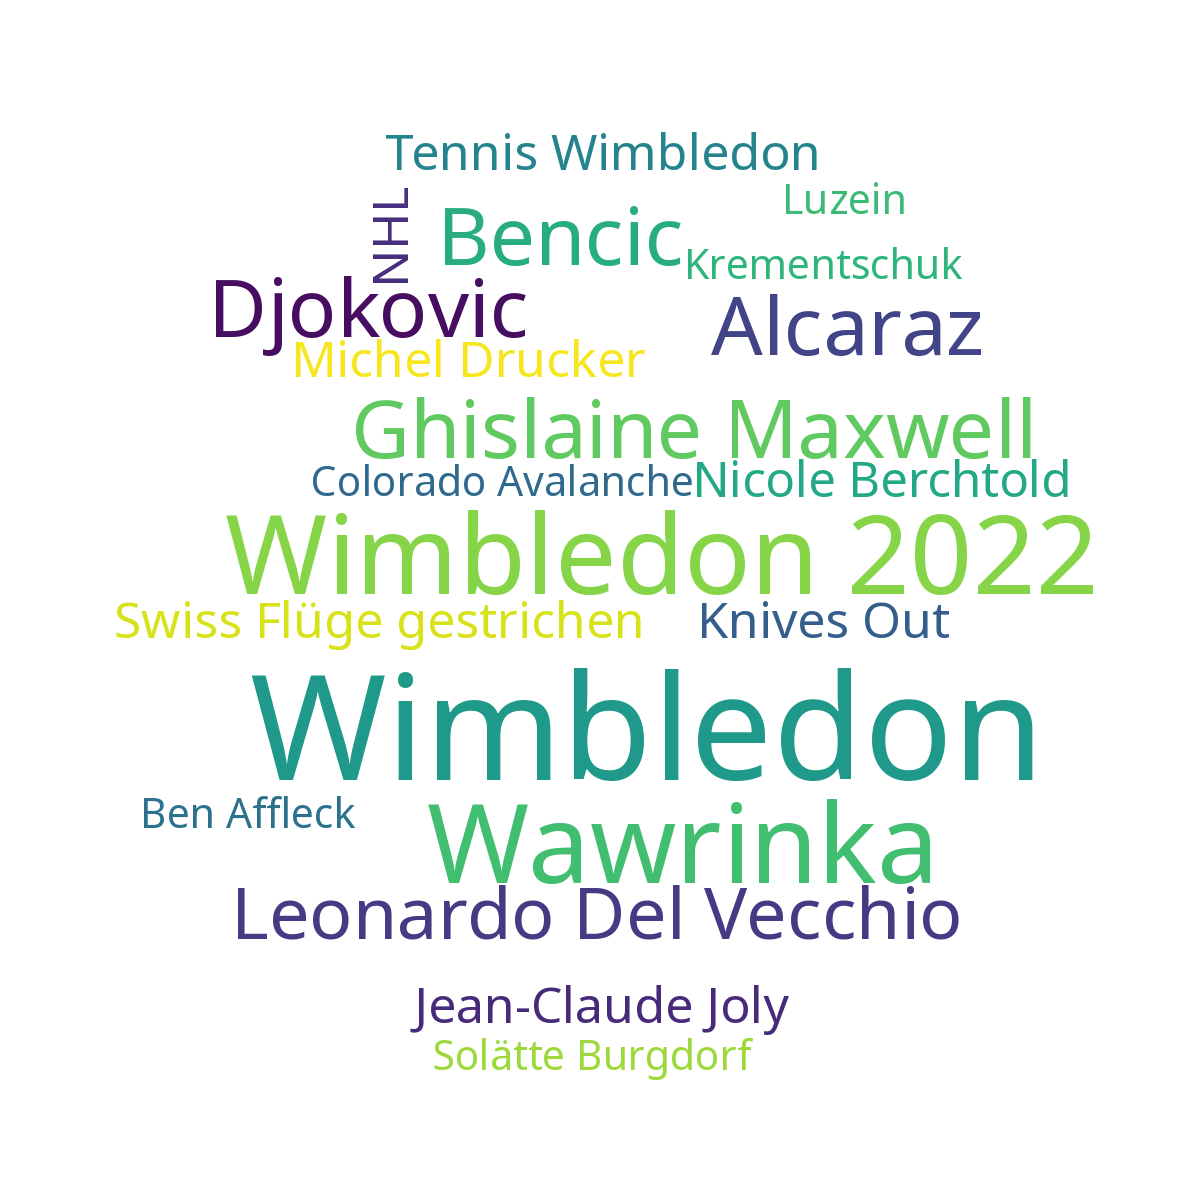 Tennis Wimbledon
Luzein
NHL
Bencic
Krementschuk
Djokovic
Alcaraz
Michel Drucker
Ghislaine Maxwell
Colorado Avalanche
Nicole Berchtold
Wimbledon 2022
Swiss Flüge gestrichen
Knives Out
Wimbledon
Ben Affleck
Wawrinka
Leonardo Del Vecchio
Jean-Claude Joly
Solätte Burgdorf